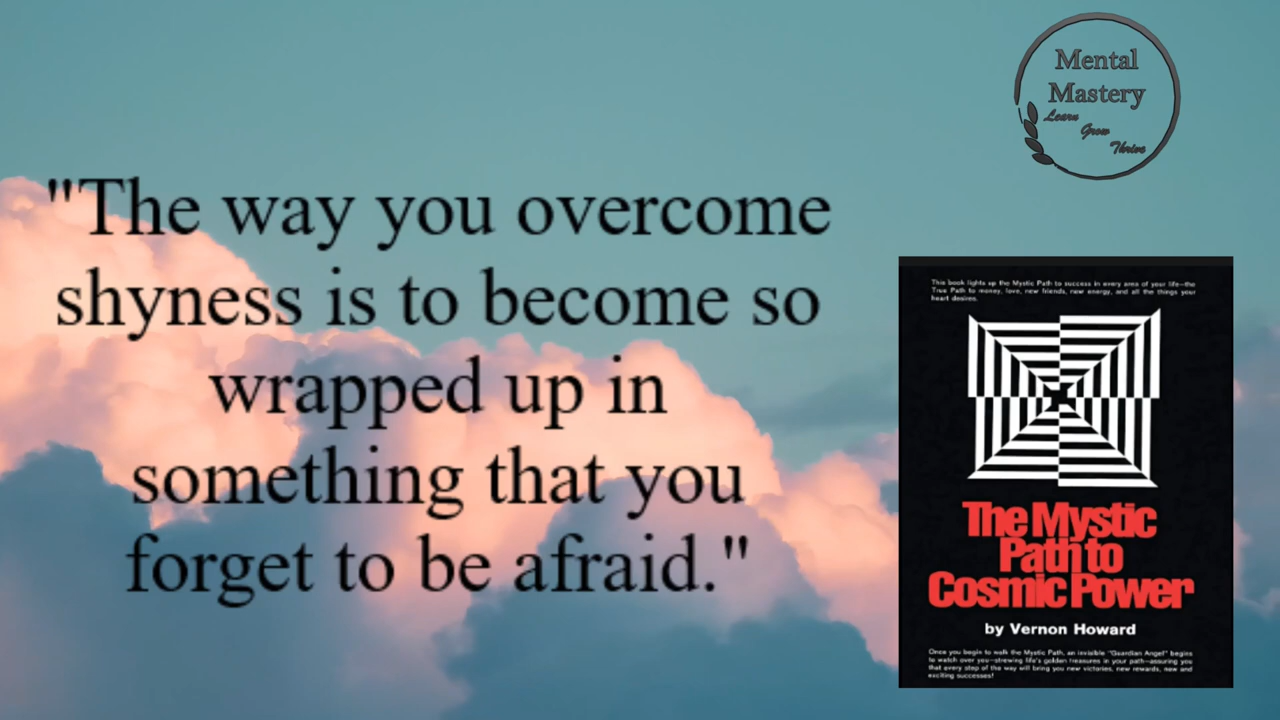 Mental
Mastery
Learn
Grow
Thrive
"The way you overcome
shyness is to become so
wrapped up in
something that you
forget to be afraid."
This book lights up the Mystic Path to success in every area of your life—the
True Path to money, love, new friends, new energy, and all the things your
heart desires.
The Mystic
Path to
Cosmic Power
by Vernon Howard
Once you begin to walk the Mystic Path, an invisible "Guardian Angel" begins
to watch over you—strewing life's golden treasures in your path—assuring you
that every step of the way will bring you new victories, new rewards, new and
exciting successes!